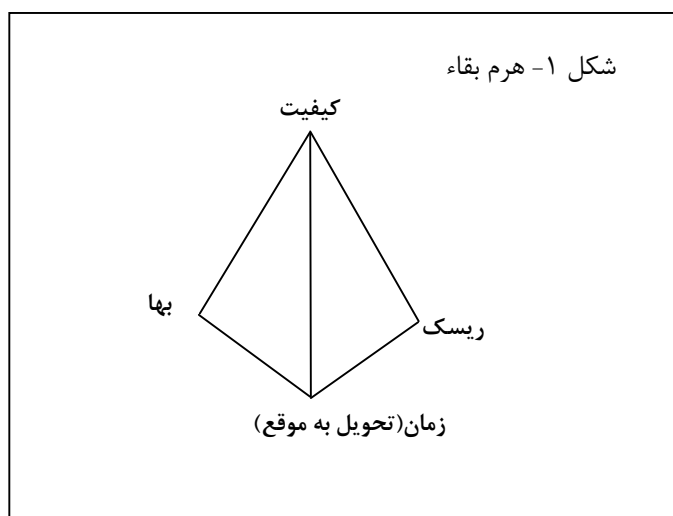 شکل ۱- هرم بقاء
کیفیت
بها
ریسک
زمان(تحویل به موقع)